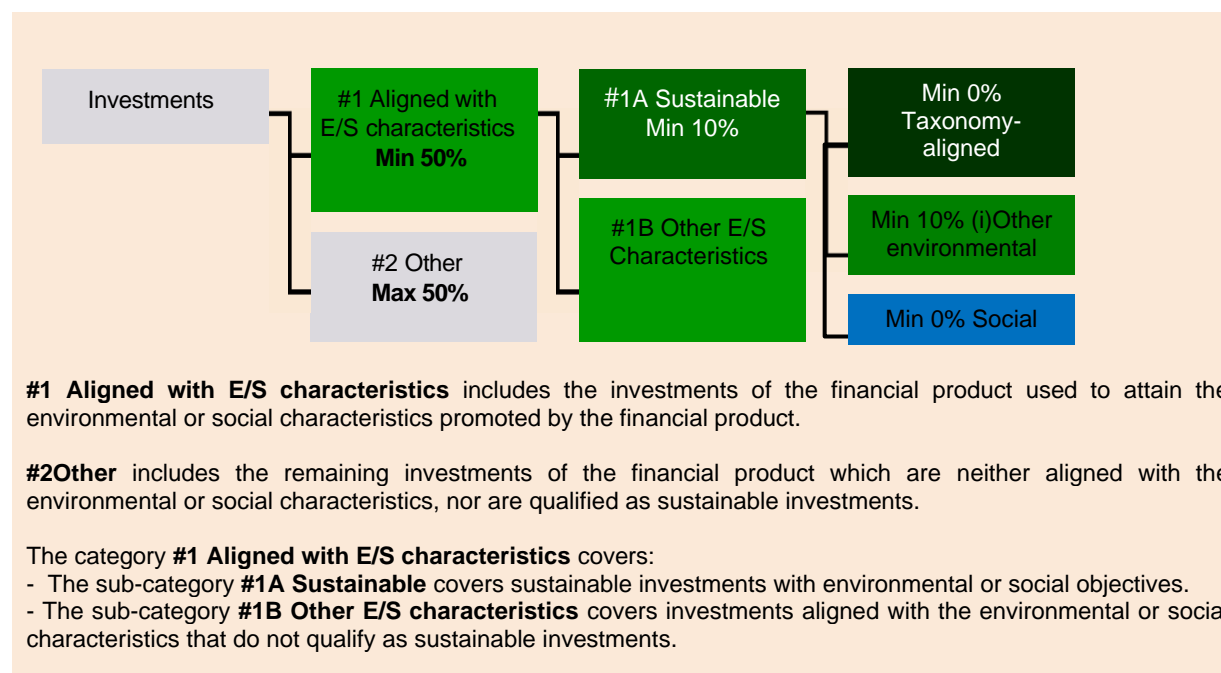 Investments
#1 Aligned with
E/S characteristics
Min 50%
#2 Other
Max 50%
#1A Sustainable
Min 10%
#1B Other E/S
Characteristics
Min 0%
Taxonomy-
aligned
Min 10% (i)Other
environmental
Min 0% Social
#1 Aligned with E/S characteristics includes the investments of the financial product used to attain the
environmental or social characteristics promoted by the financial product.
#2Other includes the remaining investments of the financial product which are neither aligned with the
environmental or social characteristics, nor are qualified as sustainable investments.
The category #1 Aligned with E/S characteristics covers:
- The sub-category #1A Sustainable covers sustainable investments with environmental or social objectives.
- The sub-category #1B Other E/S characteristics covers investments aligned with the environmental or social
characteristics that do not qualify as sustainable investments.